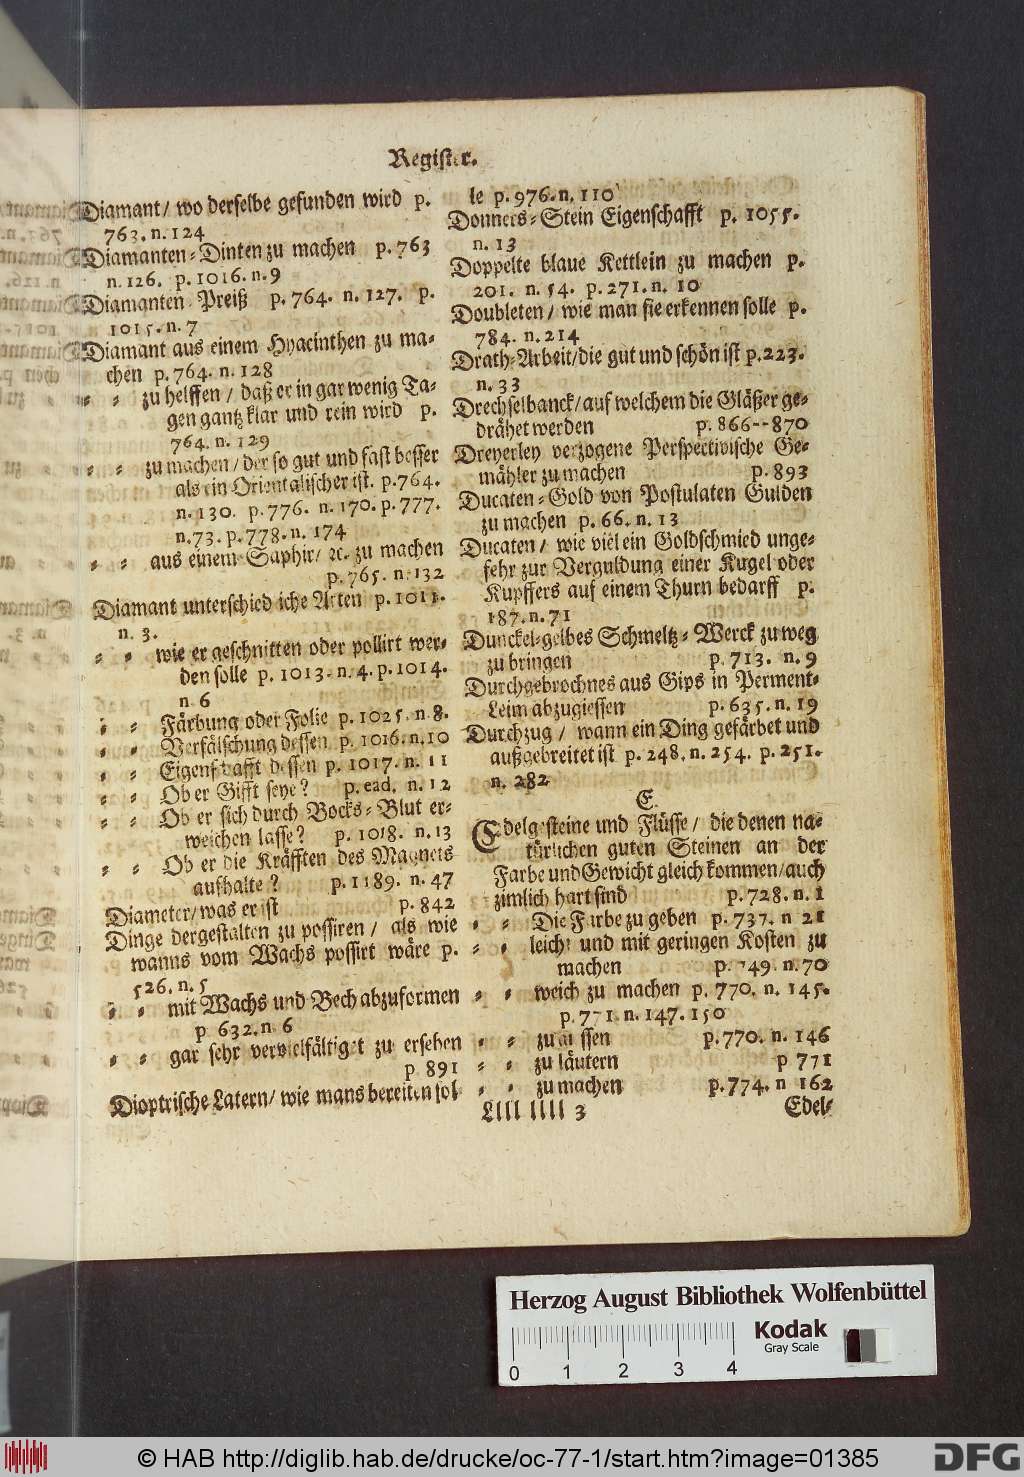 Register.
Diamant / wo derselbe gefunden wird p.
763. n. 124
Diamanten-Dinten zu machen p. 763
n. 126. p. 1016. n. 9
Diamanten Preiß p. 764. n. 127. p.
1015. n. 7
Diamant aus einem Hyacinthen zu ma-
chen p. 764. n. 128
- - zu helffen / daß er in gar wenig Ta-
gen gantz klar und rein wird p.
764. n. 129
- - zu machen / der so gut und fast besser
als ein Orientalischer ist. p. 764.
n. 130. p. 776. n. 170. p. 777.
n. 73. p. 778. n. 174
- - aus einem Saphir / ꝛc. zu machen
p. 765. n. 132
Diamant unterschied iche Arten p. 1011.
n. 3.
- - wie er geschnitten oder pollirt wer-
den solle p. 1013. n. 4. p. 1014.
n 6
- - Färbung oder Folie p. 1025. n. 8.
- - Verfälschung dessen p. 1016. n. 10
- - Eigenschafft dessen p. 1017. n. 11
- - Ob er Gifft seye? p. ead. n. 12
- - Ob er sich durch Bocks-Blut er-
weichen lasse? p. 1018. n. 13
- - Ob er die Kräfften des Magnets
aufhalte? p. 1189. n. 47
Diameter / was er ist p. 842
Dinge dergestalten zu possiren / als wie
wanns vom Wachs possirt wäre p.
526. n. 5
- - mit Wachs und Bech abzuformen
p 632. n. 6
- - gar sehr vervielfältiget zu ersehen
p 891
Dioptrische Latern / wie mans bereiten sol-
le p. 976. n. 110
Donners-Stein Eigenschafft p. 1055.
n. 13
Doppelte blaue Kettlein zu machen p.
201. n. 54. p. 271. n. 10
Doubleten / wie man sie erkennen solle p.
784. n. 214
Drath-Arbeit / die gut und schön ist p. 223.
n. 33
Drechselbanck / auf welchem die Gläßer ge-
drähet werden p. 866--870
Dreyerley verzogene Perspectivische Ge-
mähler zu machen p. 893
Ducaten-Gold von Postulaten Gulden
zu machen p. 66. n. 13
Ducaten / wie viel ein Goldschmied unge-
fehr zur Verguldung einer Kugel oder
Kupffers auf einem Thurn bedarff p.
187. n. 71
Dunckel-gelbes Schmeltz-Werck zu weg
zu bringen p. 713. n. 9
Durchgebrochnes aus Gips in Perment-
Leim abzugiessen p. 635. n. 19
Durchzug / wann ein Ding gefärbet und
außgebreitet ist p. 248. n. 254. p. 251.
n. 282
E.
Edelgesteine und Flüsse / die denen na-
türlichen guten Steinen an der
Farbe und Gewicht gleich kommen / auch
zimlich hart sind p. 728. n. 1
- - Die Farbe zu geben p. 737. n 21
- - leicht und mit geringen Kosten zu
machen p. 749. n. 70
- - weich zu machen p. 770. n. 145.
p. 771. n. 147. 150
- - zu giessen p. 770. n. 146
- - zu läutern p 771
- - zu machen p. 774. n 162
Llll llll 3 Edel-
Herzog August Bibliothek Wolfenbüttel
Kodak
Gray Scale
0 1 2 3 4
© HAB http://diglib.hab.de/drucke/oc-77-1/start.htm?image=01385
DFG